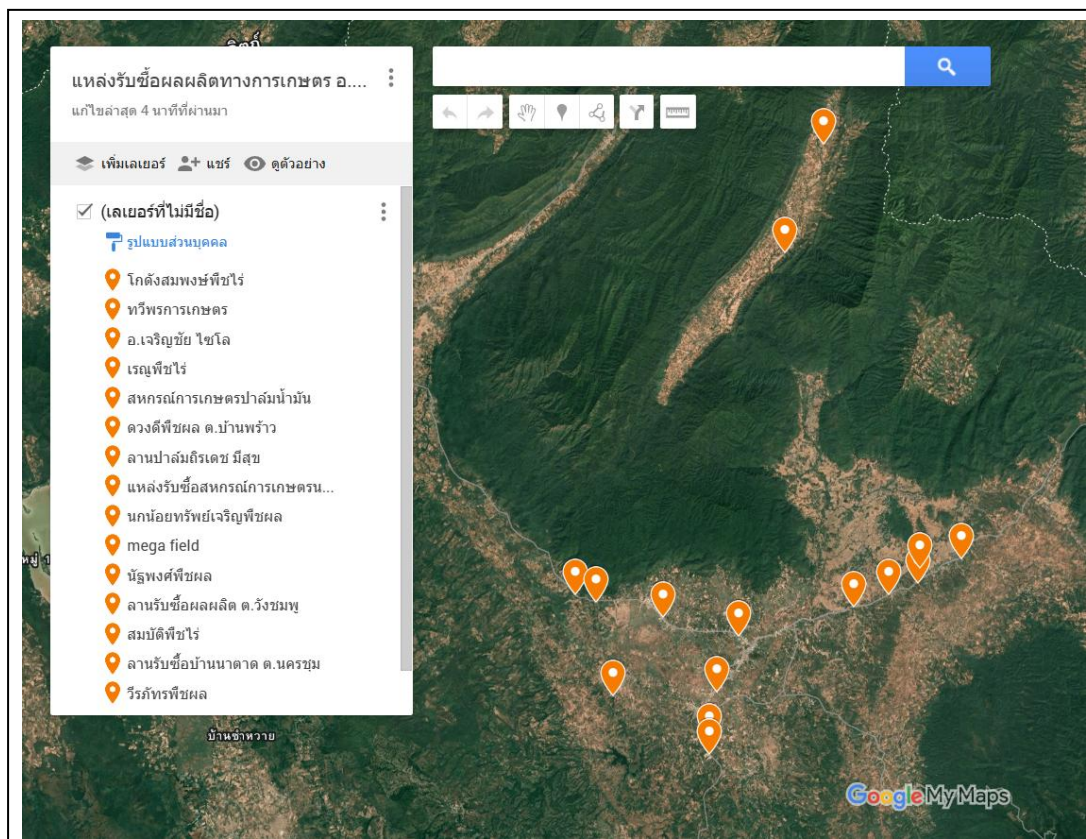 แหล่งรับซื้อผลผลิตทางการเกษตร อ....
แก้ไขล่าสุด 4 นาทีที่ผ่านมา
เพิ่มเลเยอร์ แชร์ ดูตัวอย่าง
(เลเยอร์ที่ไม่มีชื่อ)
รูปแบบส่วนบุคคล
โกดังสมพงษ์พืชไร่
ทวีพรการเกษตร
อ.เจริญชัย ไซโล
เรณูพืชไร่
สหกรณ์การเกษตรปาล์มน้ำมัน
ดวงดีพืชผล ต.บ้านพร้าว
ลานปาล์มถิรเดช มีสุข
แหล่งรับซื้อสหกรณ์การเกษตรน...
นกน้อยทรัพย์เจริญพืชผล
mega field
นัฐพงศ์พืชผล
ลานรับซื้อผลผลิต ต.วังชมพู
สมบัติพืชไร่
ลานรับซื้อบ้านนาตาด ต.นครชุม
วีรภัทรพืชผล
บ้านซำหวาย
Google My Maps